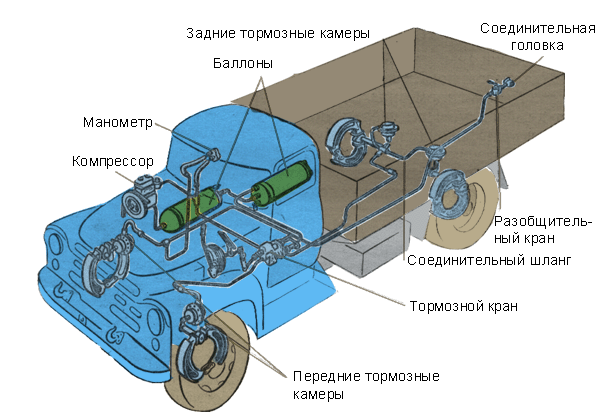 Задние тормозные камеры
Соединительная
головка
Баллоны
Манометр
Компрессор
Разобщитель-
ный кран
Соединительный шланг
Тормозной кран
Передние тормозные
камеры